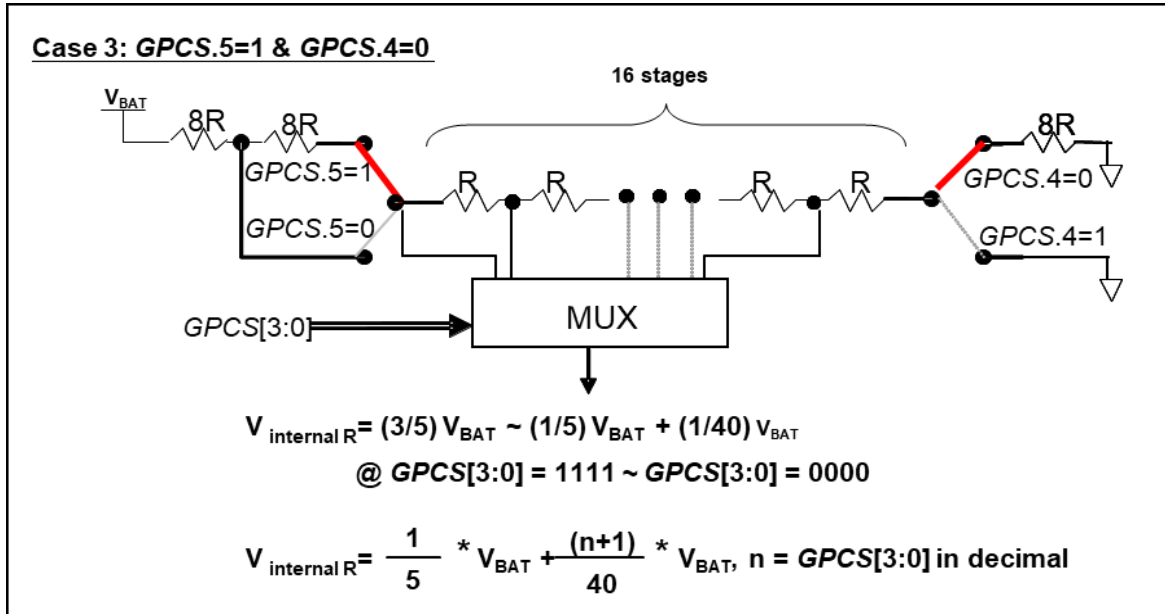 Case 3: GPCS.5=1 & GPCS.4=0
16 stages
VBAT
8R
8R
8R
GPCS.5=1
R
R
R
R
GPCS.4=0
GPCS.5=0
GPCS.4=1
MUX
GPCS[3:0]
V internal R = (3/5) VBAT ~ (1/5) VBAT + (1/40) VBAT
@ GPCS[3:0] = 1111 ~ GPCS[3:0] = 0000
V internal R = 1/5 * VBAT + (n+1)/40 * VBAT, n = GPCS[3:0] in decimal